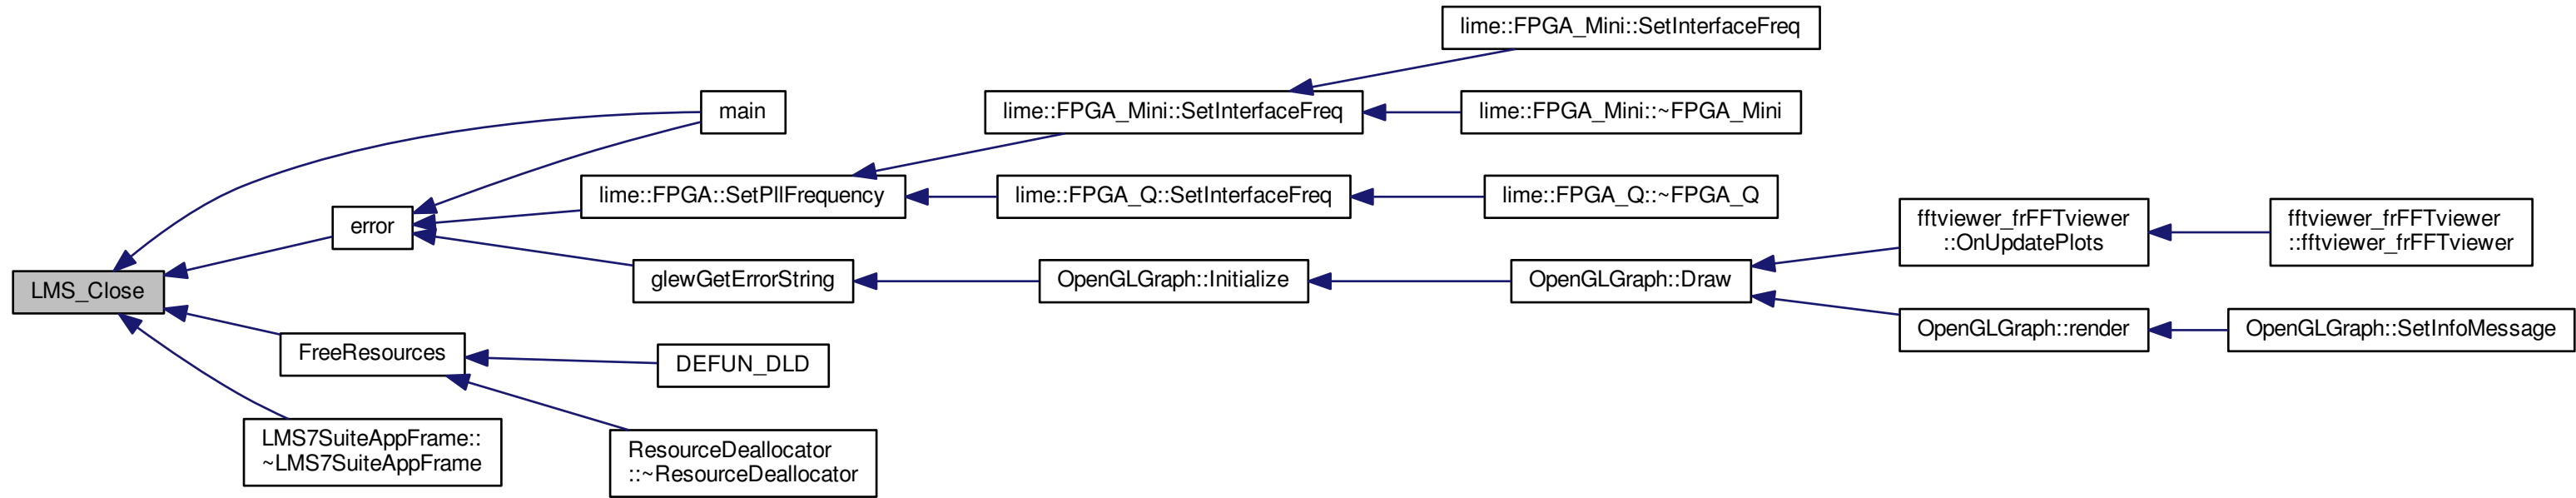 lime::FPGA_Mini::SetInterfaceFreq
main
lime::FPGA_Mini::SetInterfaceFreq
lime::FPGA_Mini::~FPGA_Mini
error
lime::FPGA::SetPllFrequency
lime::FPGA_Q::SetInterfaceFreq
lime::FPGA_Q::~FPGA_Q
fftviewer_frFFTviewer
::OnUpdatePlots
fftviewer_frFFTviewer
::fftviewer_frFFTviewer
LMS_Close
glewGetErrorString
OpenGLGraph::Initialize
OpenGLGraph::Draw
OpenGLGraph::render
OpenGLGraph::SetInfoMessage
FreeResources
DEFUN_DLD
LMS7SuiteAppFrame::
~LMS7SuiteAppFrame
ResourceDeallocator
::~ResourceDeallocator